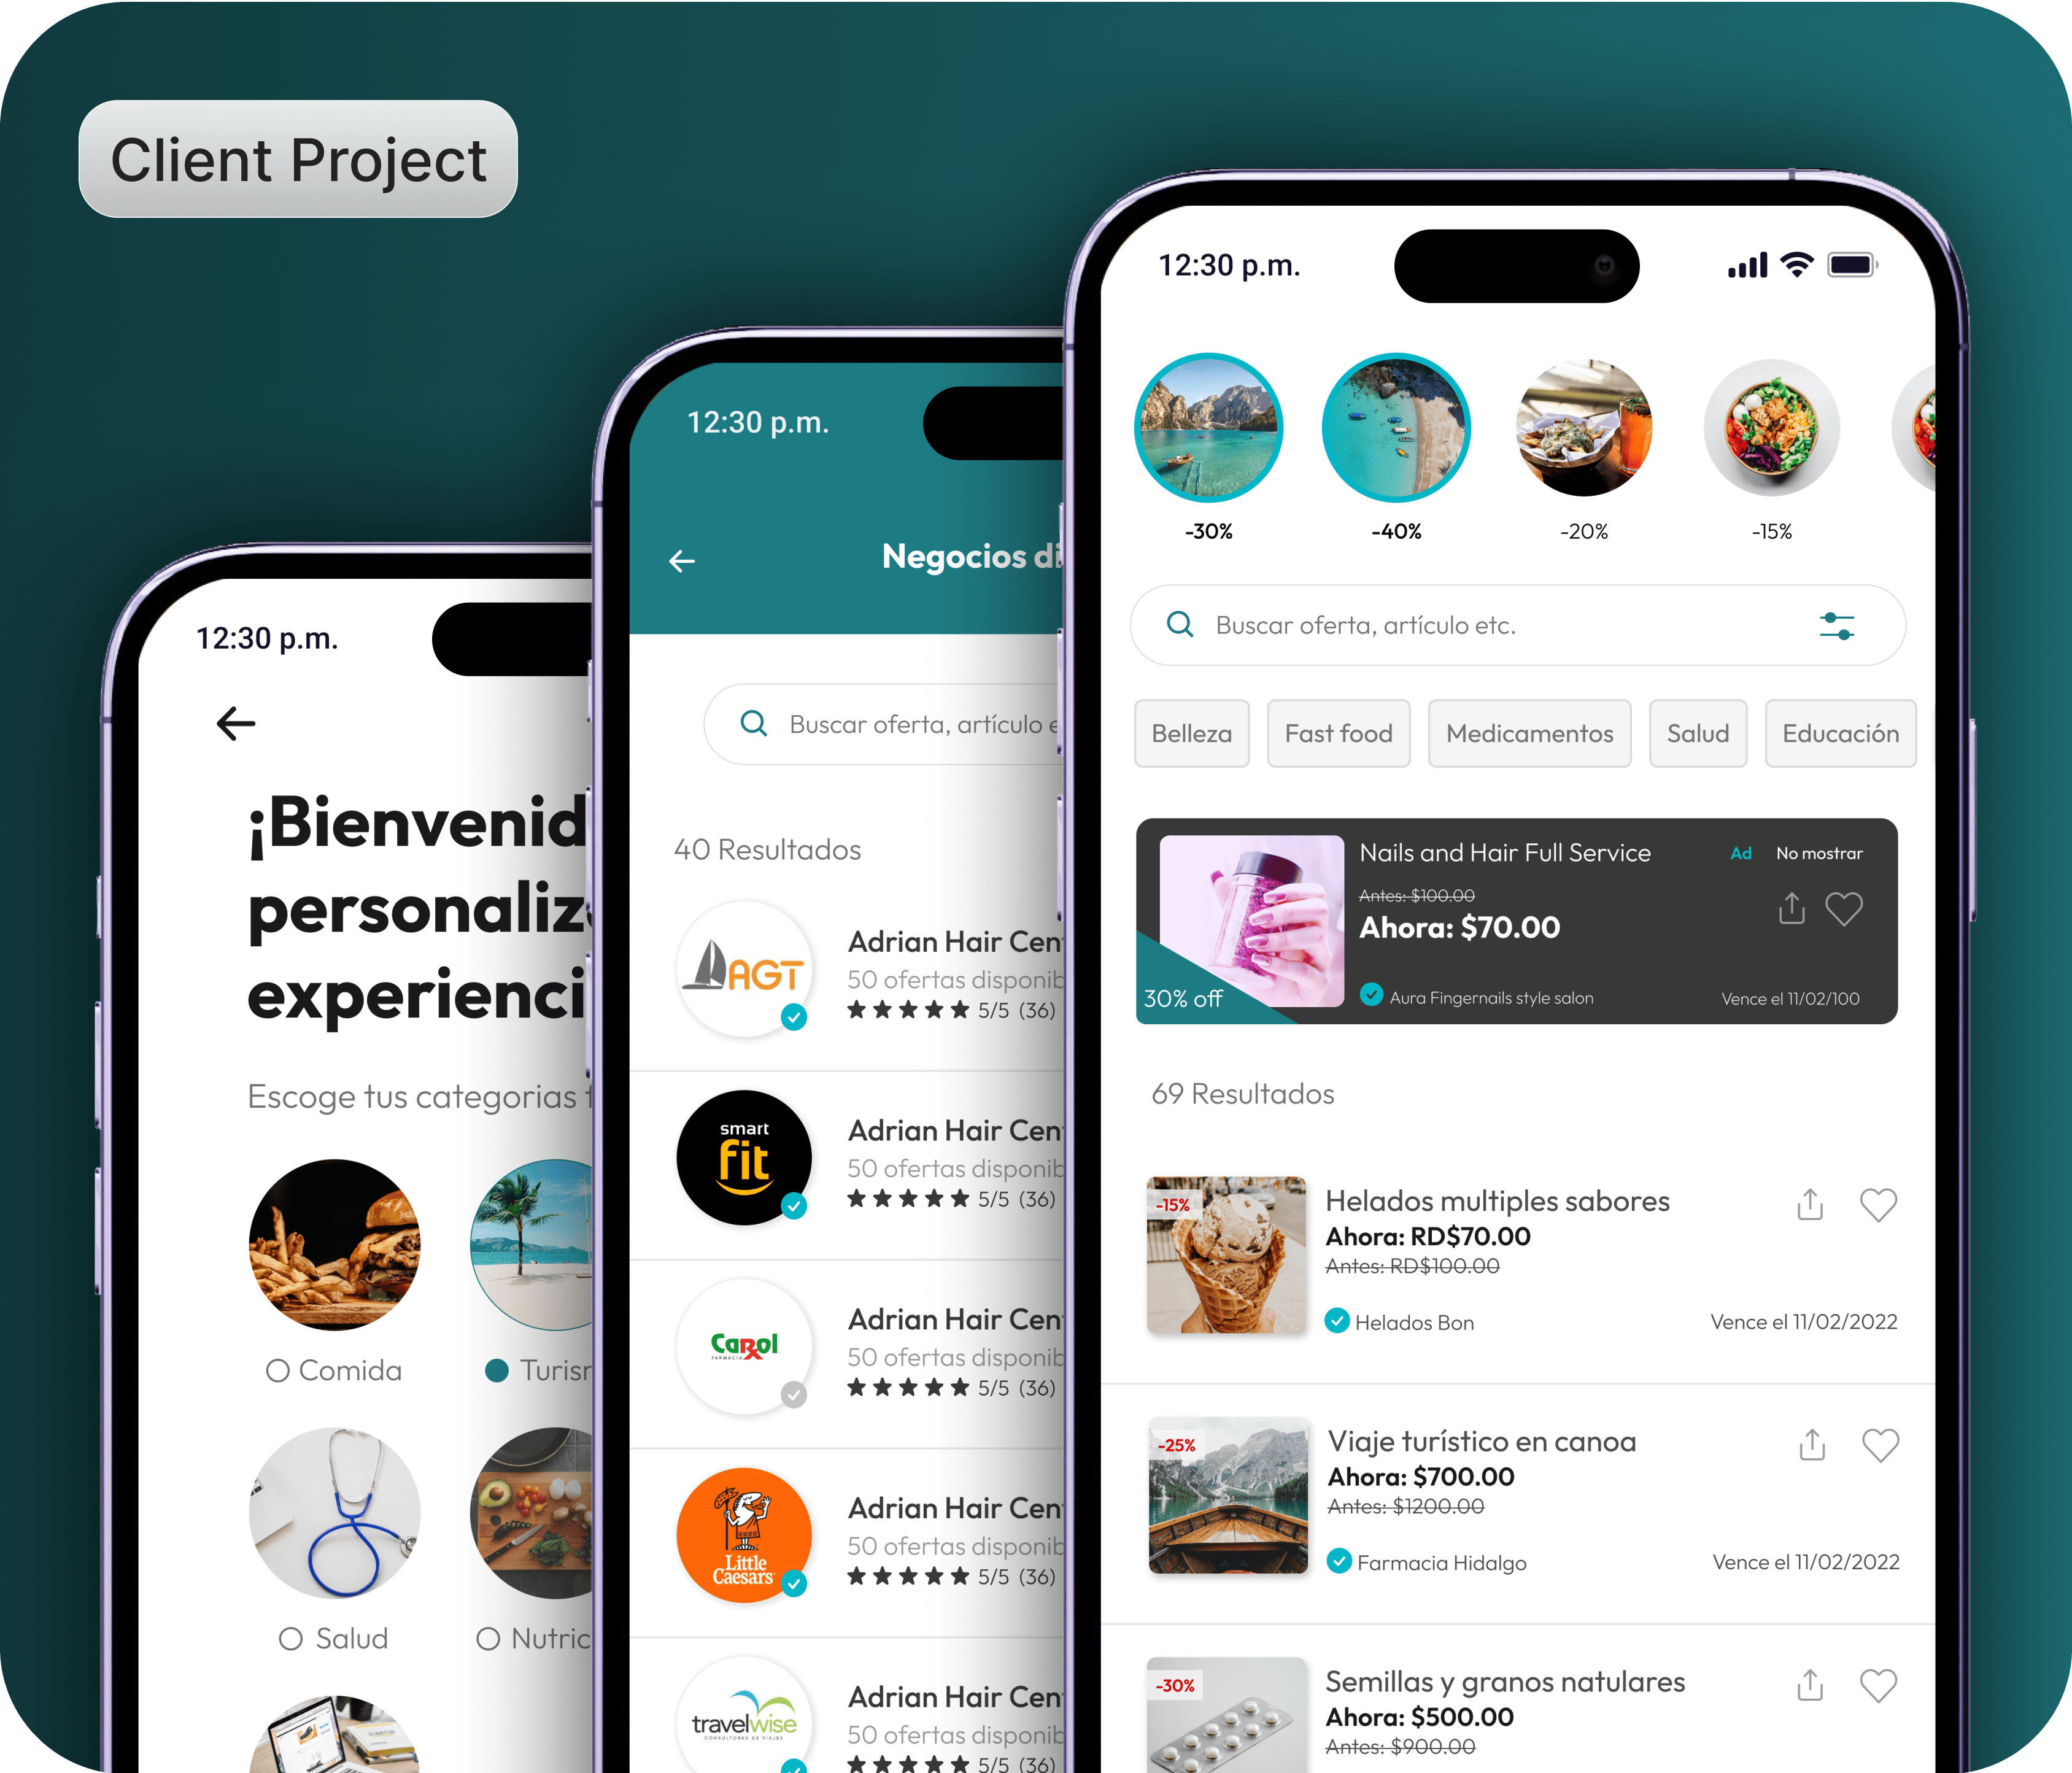 Client Project
12:30 p.m.
¡Bienvenid
personaliz
experienci
Escoge tus categorias
Comida
Turis
Salud
Nutric
12:30 p.m.
Negocios di
Buscar oferta, artículo e
40 Resultados
AGT
Adrian Hair Cen
50 ofertas disponib
5/5 (36)
smart
fit
Adrian Hair Cen
50 ofertas disponib
5/5 (36)
Carol
FARMACIA
Adrian Hair Cen
50 ofertas disponib
5/5 (36)
Little
Caesars
Adrian Hair Cen
50 ofertas disponib
5/5 (36)
travelwise
CONSULTORES DE VIAJES
Adrian Hair Cen
50 ofertas disponib
5/5 (36)
12:30 p.m.
-30%
-40%
-20%
-15%
Buscar oferta, artículo etc.
Belleza
Fast food
Medicamentos
Salud
Educación
Nails and Hair Full Service
Ad
No mostrar
Antes: $100.00
Ahora: $70.00
30% off
Aura Fingernails style salon
Vence el 11/02/100
69 Resultados
-15%
Helados multiples sabores
Ahora: RD$70.00
Antes: RD$100.00
Helados Bon
Vence el 11/02/2022
-25%
Viaje turístico en canoa
Ahora: $700.00
Antes: $1200.00
Farmacia Hidalgo
Vence el 11/02/2022
-30%
Semillas y granos natulares
Ahora: $500.00
Antes: $900.00